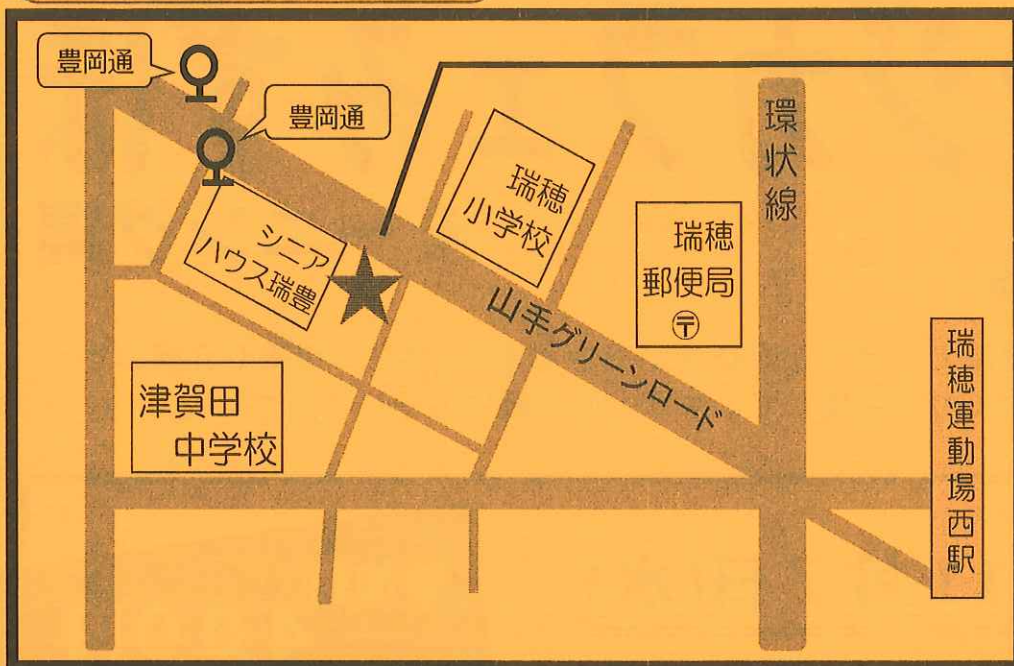 豊岡通
豊岡通
環状線
瑞穂
小学校
瑞穂
郵便局
〒
シニア
ハウス瑞豊
山手グリーンロード
瑞穂運動場西駅
津賀田
中学校